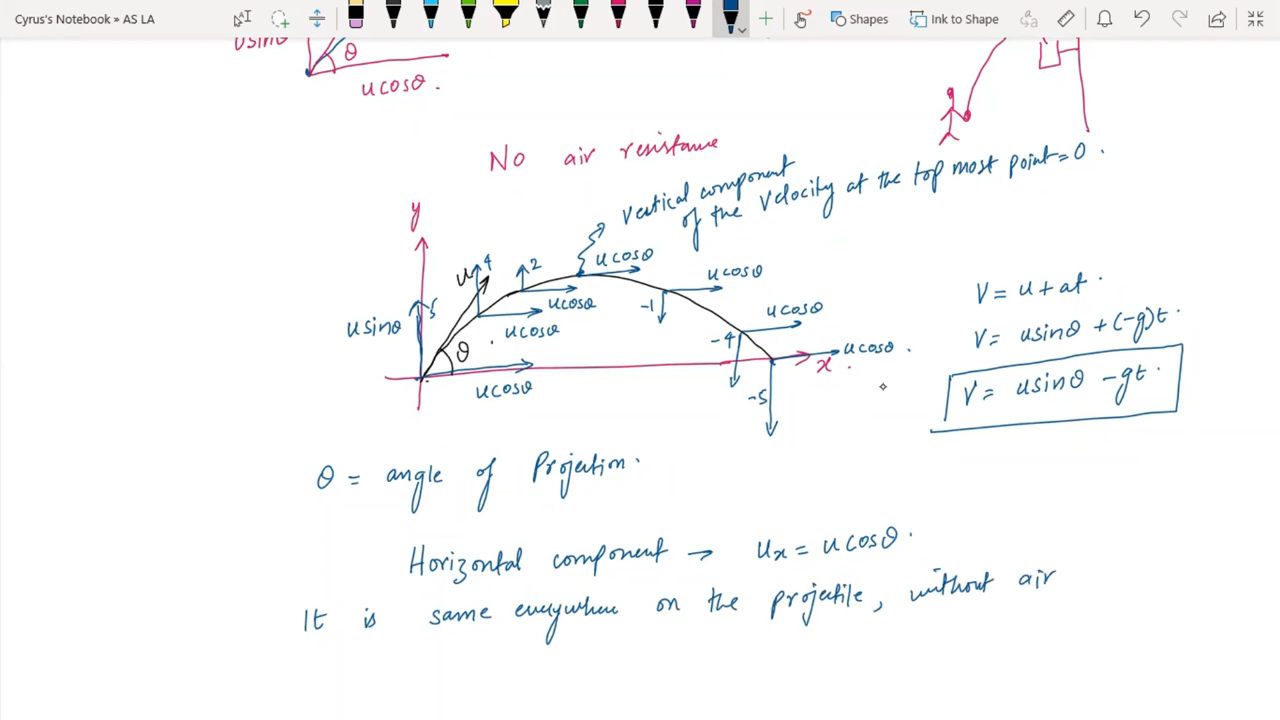 Cyrus's Notebook » AS LA
Shapes
Ink to Shape
usinθ
θ
ucosθ.
No air resistance
vertical component
of the velocity at the top most point = 0.
y
u
4
2
ucosθ
ucosθ
ucosθ
-1
ucosθ
ucosθ
-4
usinθ
5
θ
ucosθ
ucosθ.
x.
-5
V = u + at.
V = usinθ + (-g)t.
V = usinθ - gt.
θ = angle of Projection.
Horizontal component → ux = ucosθ.
It is same everywhere on the projectile, without air